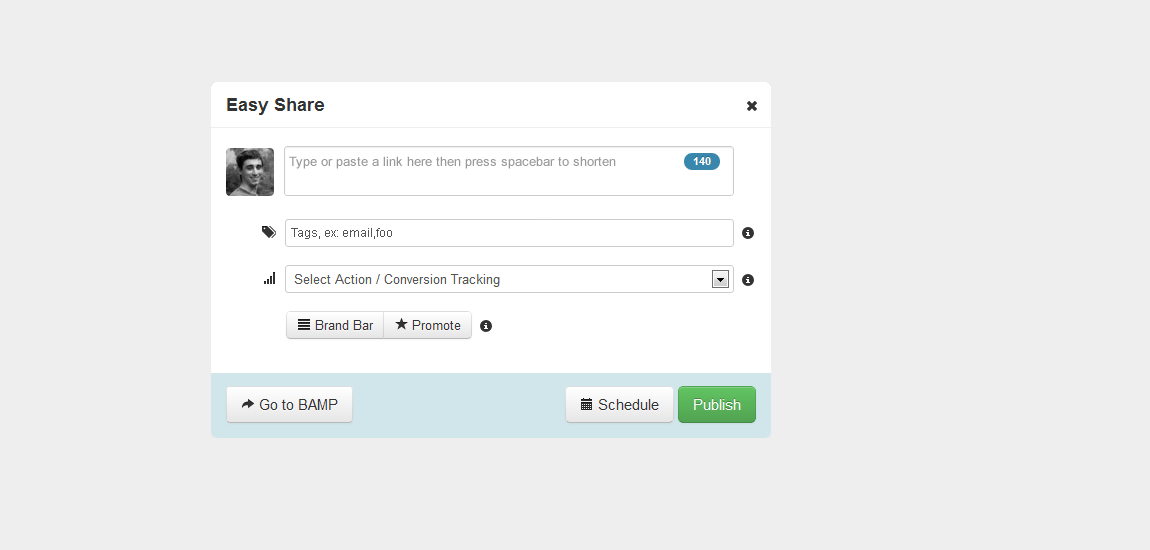 Easy Share
Type or paste a link here then press spacebar to shorten 140
Tags, ex: email,foo
Select Action / Conversion Tracking
Brand Bar Promote
Go to BAMP Schedule Publish